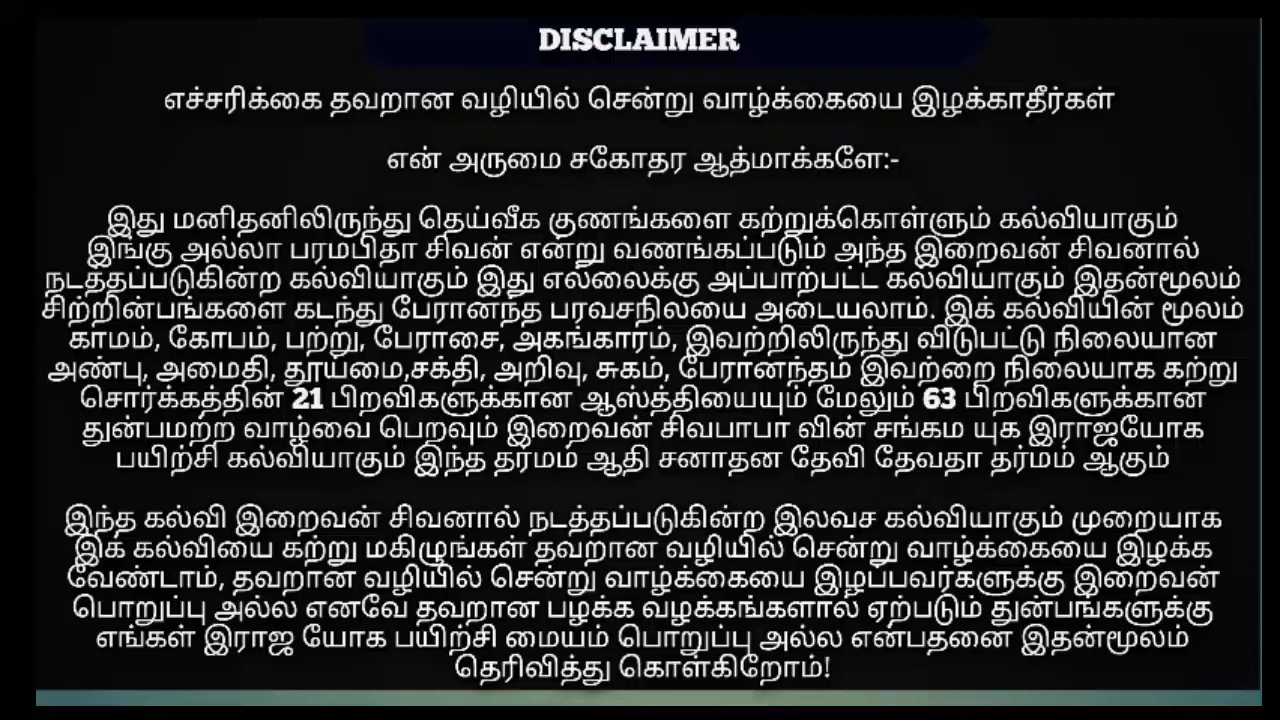 DISCLAIMER
எச்சரிக்கை தவறான வழியில் சென்று வாழ்க்கையை இழக்காதீர்கள்
என் அருமை சகோதர ஆத்மாக்களே:-
இது மனிதனிலிருந்து தெய்வீக குணங்களை கற்றுக்கொள்ளும் கல்வியாகும்
இங்கு அல்லா பரமபிதா சிவன் என்று வணங்கப்படும் அந்த இறைவன் சிவனால்
நடத்தப்படுகின்ற கல்வியாகும் இது எல்லைக்கு அப்பாற்பட்ட கல்வியாகும் இதன்மூலம்
சிற்றின்பங்களை கடந்து பேரானந்த பரவசநிலையை அடையலாம். இக் கல்வியின் மூலம்
காமம், கோபம், பற்று, பேராசை, அகங்காரம், இவற்றிலிருந்து விடுபட்டு நிலையான
அண்பு, அமைதி, தூய்மை,சக்தி, அறிவு, சுகம், பேரானந்தம் இவற்றை நிலையாக கற்று
சொர்க்கத்தின் 21 பிறவிகளுக்கான ஆஸ்த்தியையும் மேலும் 63 பிறவிகளுக்கான
துன்பமற்ற வாழ்வை பெறவும் இறைவன் சிவபாபா வின் சங்கம யுக இராஜயோக
பயிற்சி கல்வியாகும் இந்த தர்மம் ஆதி சனாதன தேவி தேவதா தர்மம் ஆகும்
இந்த கல்வி இறைவன் சிவனால் நடத்தப்படுகின்ற இலவச கல்வியாகும் முறையாக
இக் கல்வியை கற்று மகிழுங்கள் தவறான வழியில் சென்று வாழ்க்கையை இழக்க
வேண்டாம், தவறான வழியில் சென்று வாழ்க்கையை இழப்பவர்களுக்கு இறைவன்
பொறுப்பு அல்ல எனவே தவறான பழக்க வழக்கங்களால் ஏற்படும் துன்பங்களுக்கு
எங்கள் இராஜ யோக பயிற்சி மையம் பொறுப்பு அல்ல என்பதனை இதன்மூலம்
தெரிவித்து கொள்கிறோம்!